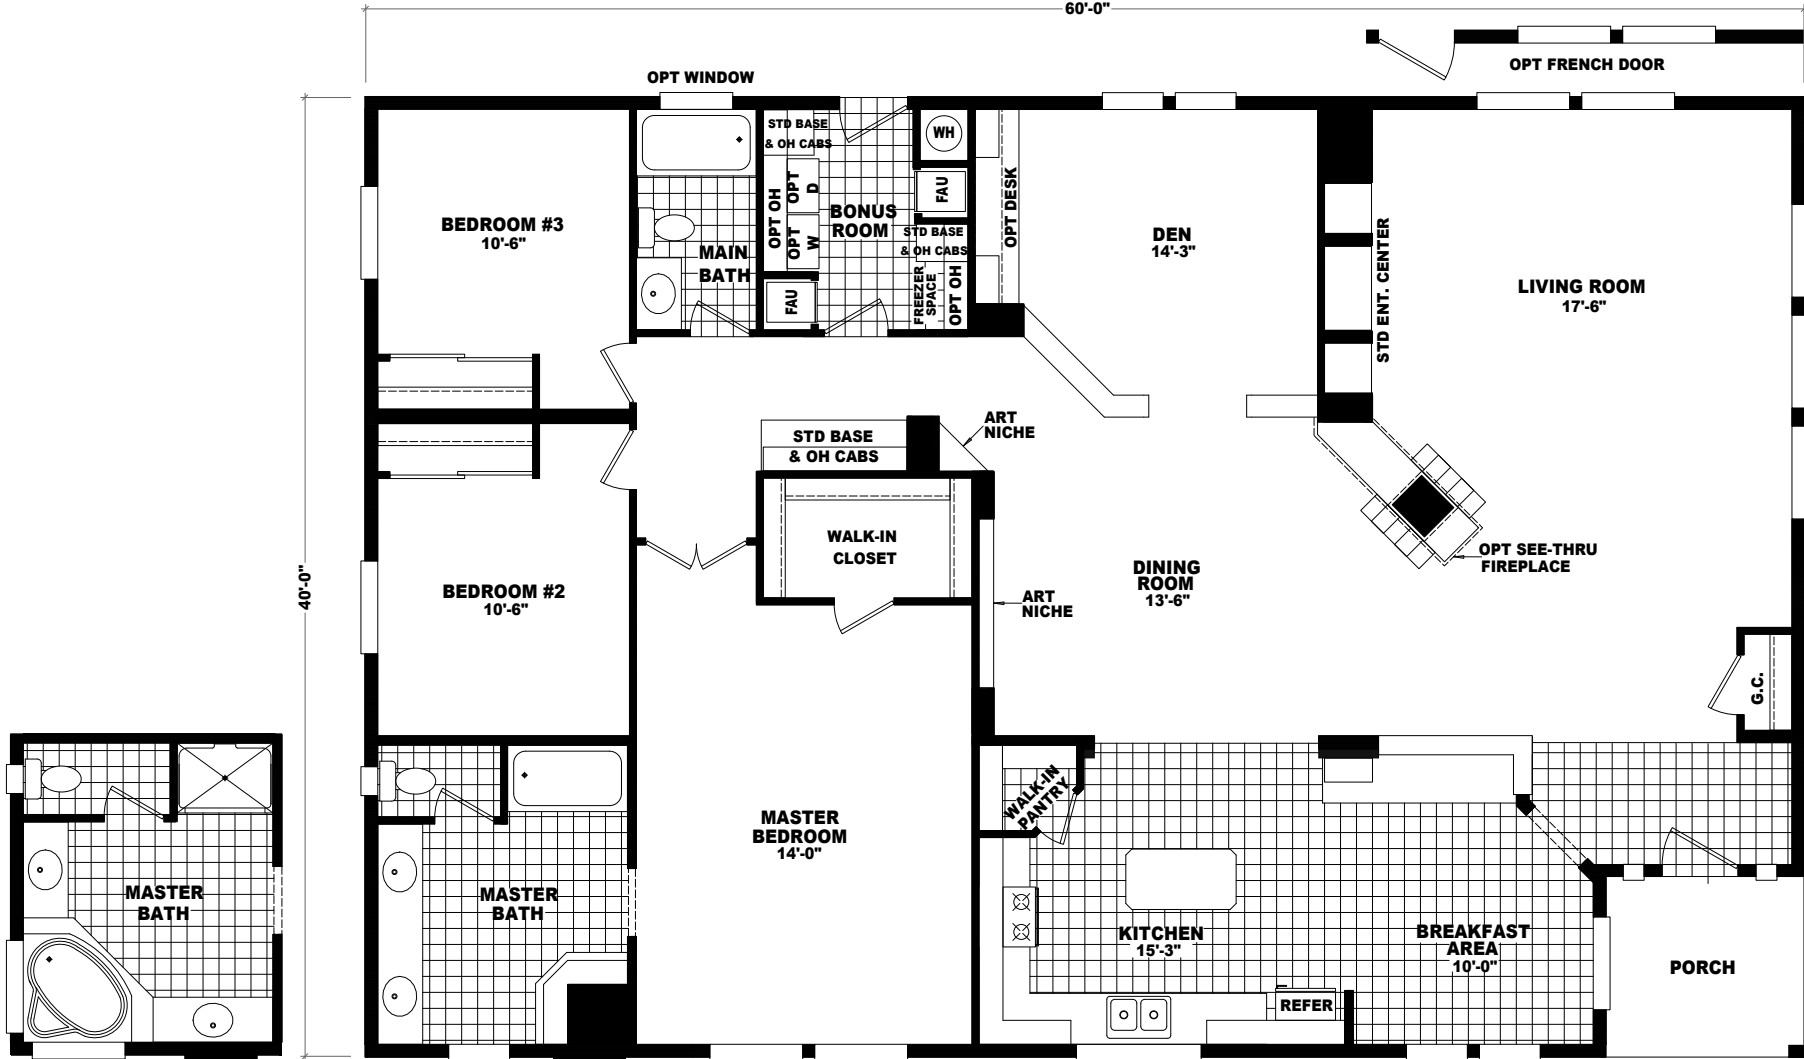 60'-0"
OPT FRENCH DOOR
OPT WINDOW
STD BASE
& OH CABS
WH
OPT OH
OPT
D
OPT
W
FAU
BONUS
ROOM
STD BASE
& OH CABS
FREEZER
SPACE
OPT OH
FAU
OPT DESK
BEDROOM #3
10'-6"
MAIN
BATH
DEN
14'-3"
STD ENT. CENTER
LIVING ROOM
17'-6"
STD BASE
& OH CABS
ART
NICHE
WALK-IN
CLOSET
OPT SEE-THRU
FIREPLACE
DINING
ROOM
13'-6"
ART
NICHE
40'-0"
BEDROOM #2
10'-6"
G.C.
WALK-IN
PANTRY
MASTER
BEDROOM
14'-0"
MASTER
BATH
MASTER
BATH
KITCHEN
15'-3"
BREAKFAST
AREA
10'-0"
PORCH
REFER